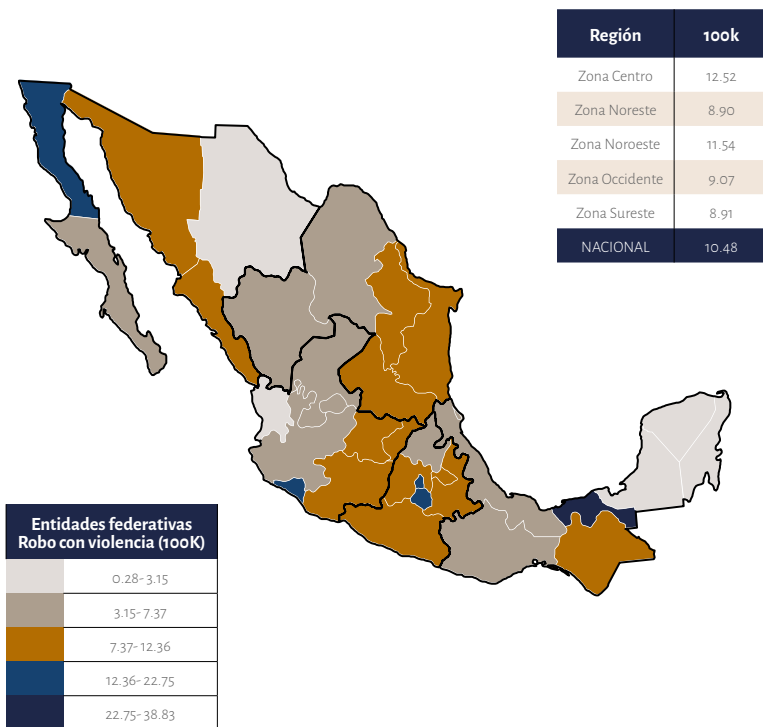 Región 100k
Zona Centro 12.52
Zona Noreste 8.90
Zona Noroeste 11.54
Zona Occidente 9.07
Zona Sureste 8.91
NACIONAL 10.48
Entidades federativas
Robo con violencia (100K)
0.28-3.15
3.15-7.37
7.37-12.36
12.36-22.75
22.75-38.83